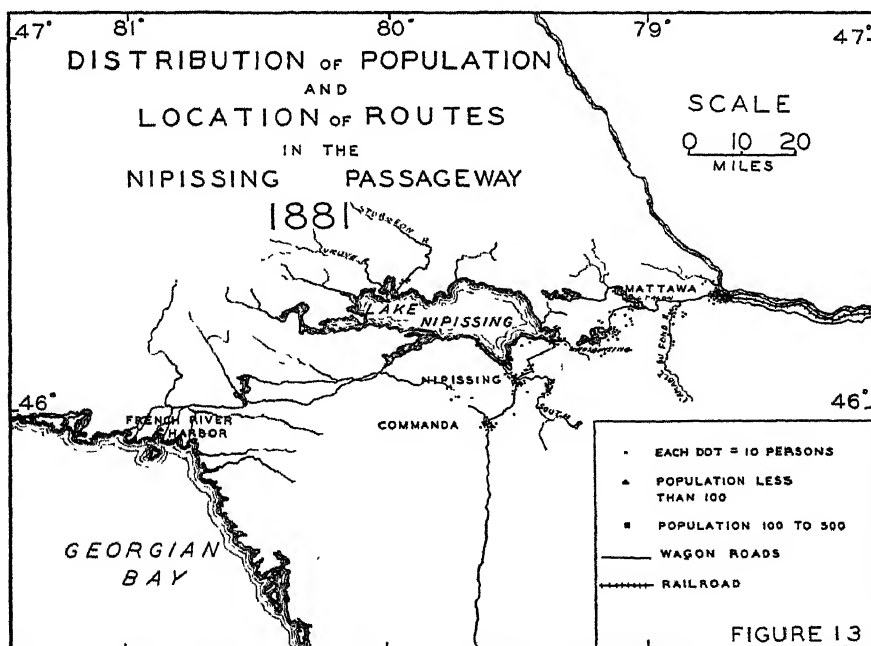 47° 81° 80° 79° 47°
DISTRIBUTION OF POPULATION
AND
LOCATION OF ROUTES
IN THE
NIPISSING PASSAGEWAY
1881
SCALE
0 10 20
MILES
STURGEON R.
MATTAWA
LAKE NIPISSING
NIPISSING
SOUTH R.
46° 46°
FRENCH RIVER
HARBOR
COMMANDA
GEORGIAN
BAY
EACH DOT = 10 PERSONS
POPULATION LESS
THAN 100
POPULATION 100 TO 500
WAGON ROADS
RAILROAD
FIGURE 13